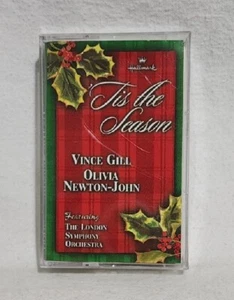 Hallmark
'Tis the
Season
VINCE GILL
OLIVIA
NEWTON-JOHN
Featuring
THE LONDON
SYMPHONY
ORCHESTRA